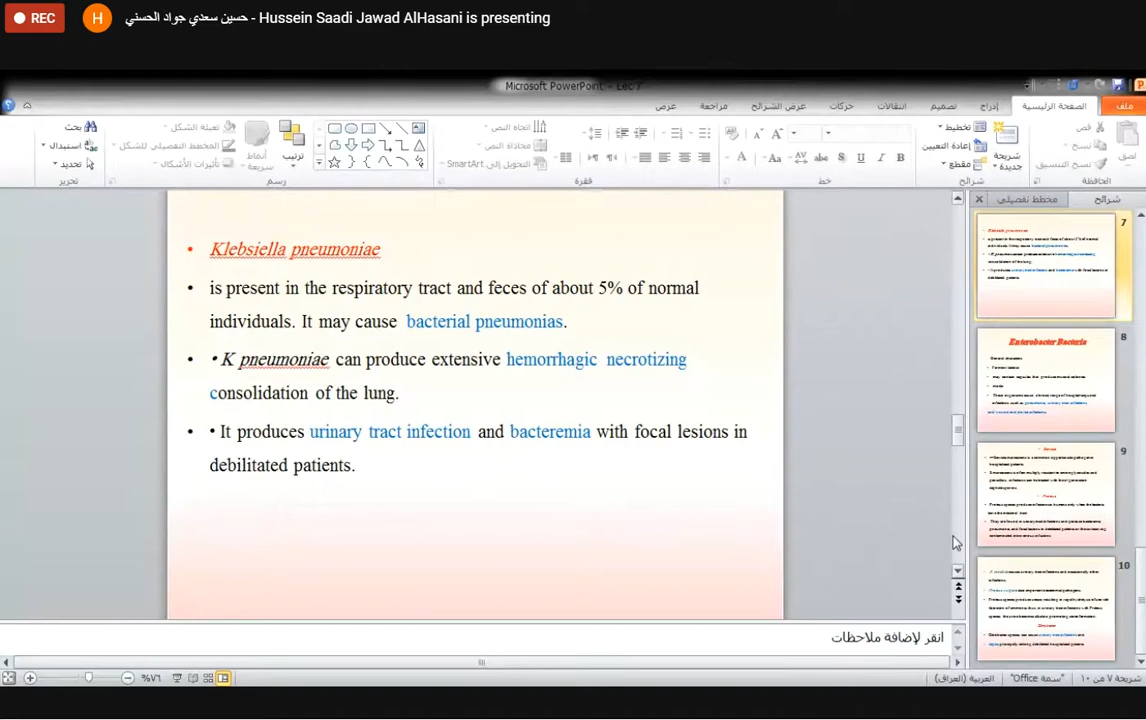 REC
H
حسين سعدي جواد الحسني - Hussein Saadi Jawad AlHasani is presenting
Microsoft PowerPoint - Lec 7
ملف
الصفحة الرئيسية
إدراج
تصميم
انتقالات
حركات
عرض الشرائح
مراجعة
عرض
قص
نسخ
نسخ التنسيق
لصق
الحافظة
شريحة
جديدة
تخطيط
إعادة التعيين
مقطع
شرائح
خط
اتجاه النص
محاذاة النص
التحويل إلى SmartArt
فقرة
ترتيب
أنماط
سريعة
تعبئة الشكل
المخطط التفصيلي للشكل
تأثيرات الأشكال
رسم
بحث
استبدال
تحديد
تحرير
شرائح
مخطط تفصيلي
• Klebsiella pneumoniae
• is present in the respiratory tract and feces of about 5% of normal
individuals. It may cause bacterial pneumonias.
• • K pneumoniae can produce extensive hemorrhagic necrotizing
consolidation of the lung.
• • It produces urinary tract infection and bacteremia with focal lesions in
debilitated patients.
7
8
Enterobacter Bacteria
9
10
انقر لإضافة ملاحظات
شريحة ٧ من ١٠
"سمة Office"
العربية (العراق)
٧٦%